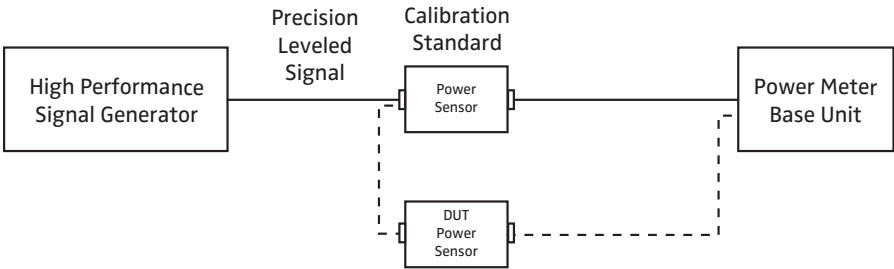 Precision
Leveled
Signal
Calibration
Standard
High Performance
Signal Generator
Power
Sensor
Power Meter
Base Unit
DUT
Power
Sensor